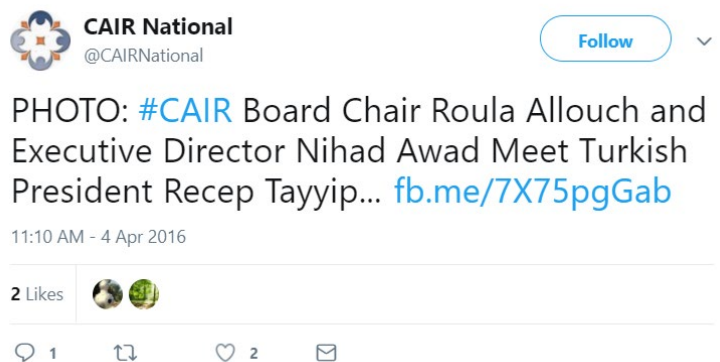 CAIR National
@CAIRNational
Follow
PHOTO: #CAIR Board Chair Roula Allouch and
Executive Director Nihad Awad Meet Turkish
President Recep Tayyip... fb.me/7X75pgGab
11:10 AM - 4 Apr 2016
2 Likes
1 2